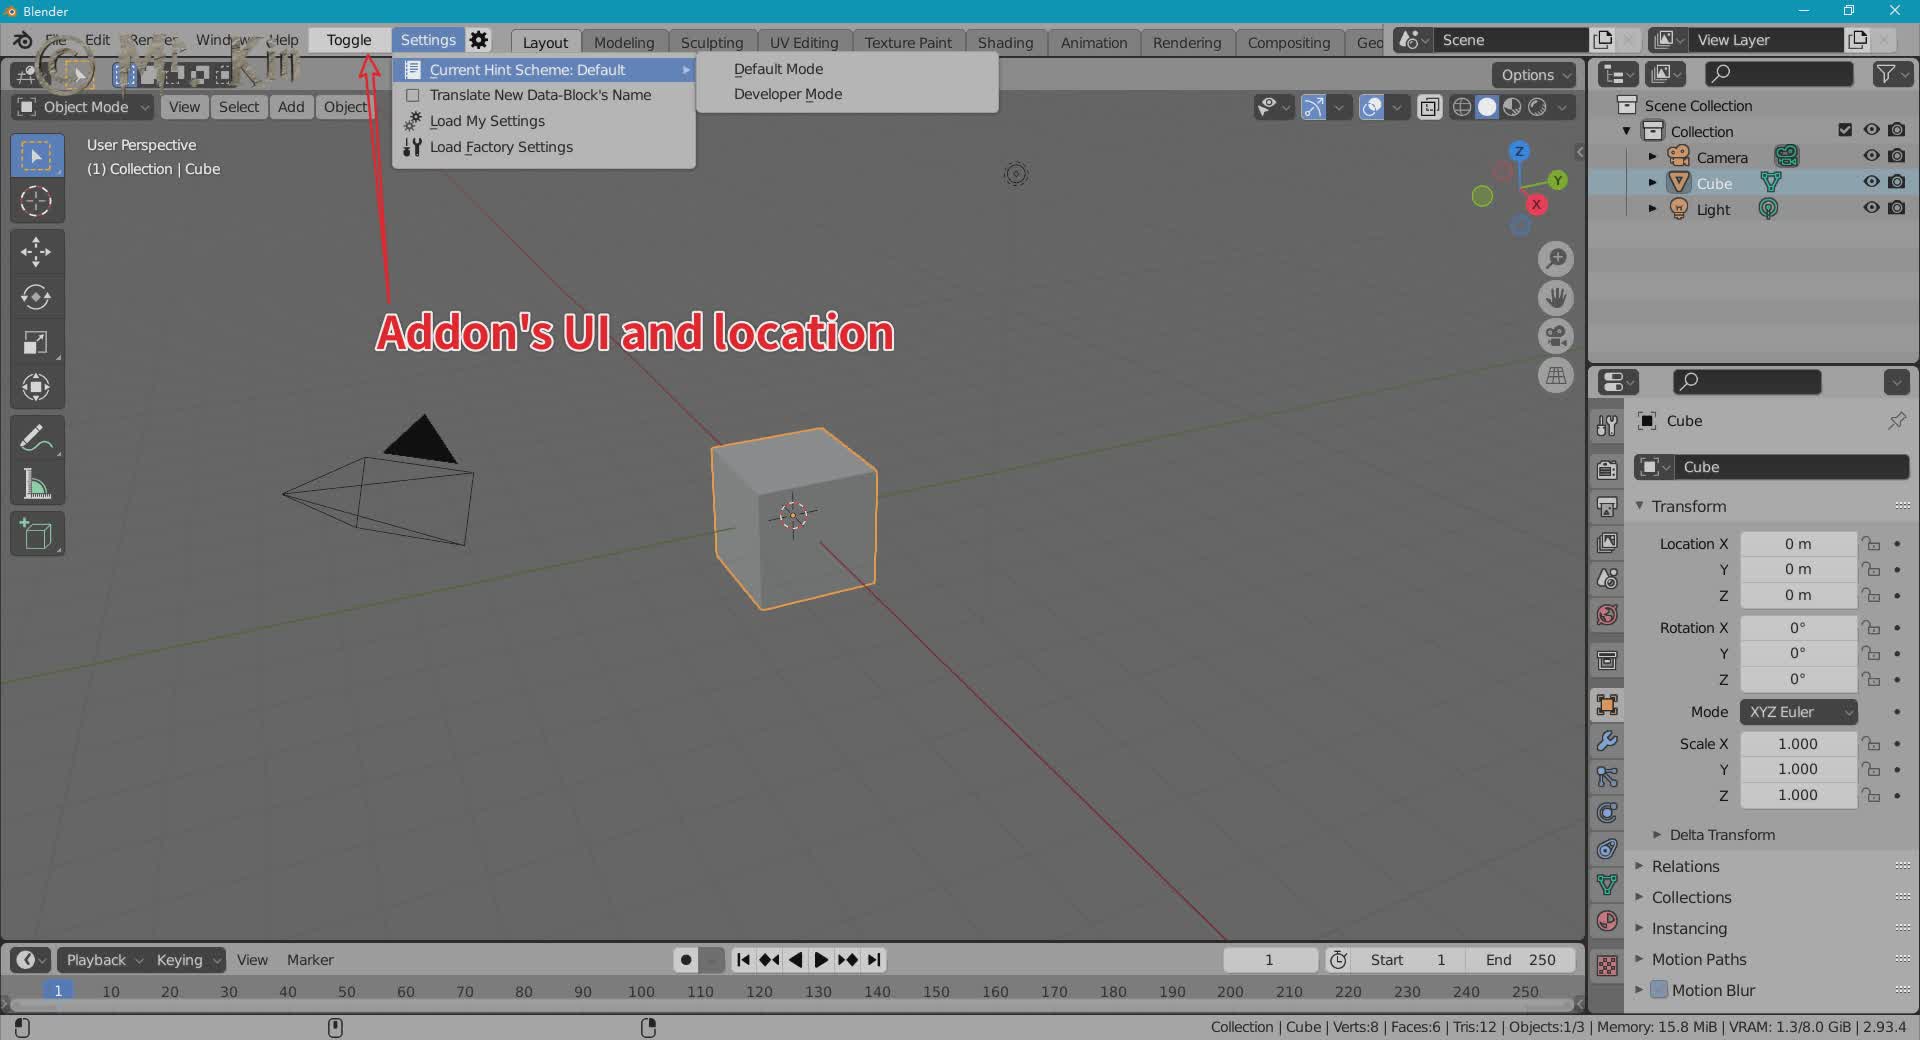 Blender
File Edit Render Window Help Toggle Settings Layout Modeling Sculpting UV Editing Texture Paint Shading Animation Rendering Compositing Geo Scene View Layer
© Mr. Kin
Current Hint Scheme: Default
Translate New Data-Block's Name
Load My Settings
Load Factory Settings
Default Mode
Developer Mode
Options
Object Mode View Select Add Object
User Perspective
(1) Collection | Cube
Addon's UI and location
Z
Y
X
Scene Collection
Collection
Camera
Cube
Light
Cube
Cube
Transform
Location X 0 m
Y 0 m
Z 0 m
Rotation X 0°
Y 0°
Z 0°
Mode XYZ Euler
Scale X 1.000
Y 1.000
Z 1.000
Delta Transform
Relations
Collections
Instancing
Motion Paths
Motion Blur
Playback Keying View Marker 1 Start 1 End 250
1 10 20 30 40 50 60 70 80 90 100 110 120 130 140 150 160 170 180 190 200 210 220 230 240 250
Collection | Cube | Verts:8 | Faces:6 | Tris:12 | Objects:1/3 | Memory: 15.8 MiB | VRAM: 1.3/8.0 GiB | 2.93.4